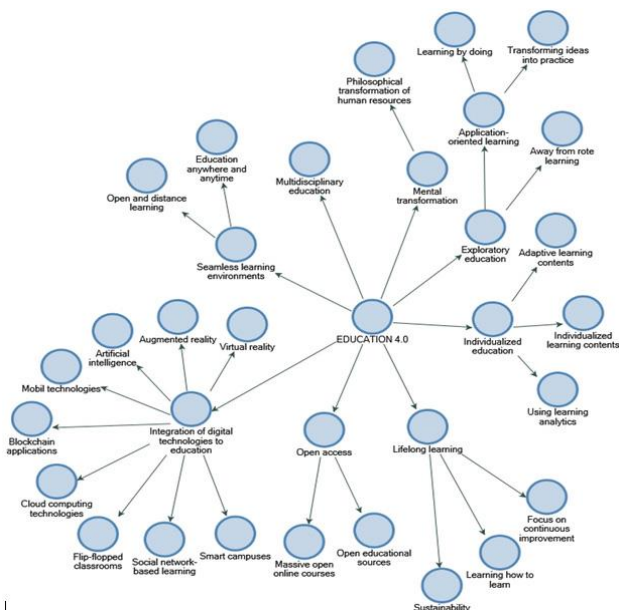 Learning by doing
Transforming ideas
into practice
Philosophical
transformation of
human resources
Application-
oriented learning
Away from rote
learning
Education
anywhere and
anytime
Multidisciplinary
education
Mental
transformation
Open and distance
learning
Exploratory
education
Adaptive learning
contents
Seamless learning
environments
EDUCATION 4.0
Individualized
education
Individualized
learning contents
Augmented reality
Virtual reality
Artificial
intelligence
Mobil technologies
Using learning
analytics
Integration of digital
technologies to
education
Blockchain
applications
Open access
Lifelong learning
Cloud computing
technologies
Focus on
continuous
improvement
Flip-flopped
classrooms
Social network-
based learning
Smart campuses
Massive open
online courses
Open educational
sources
Learning how to
learn
Sustainability